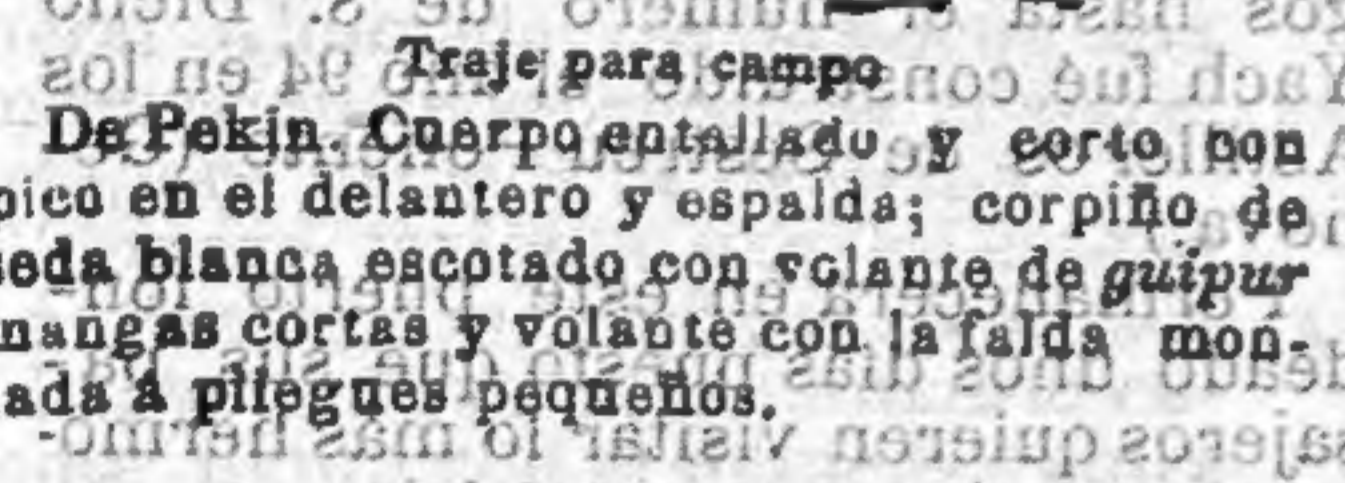 Traje para campo
De Pekin. Cuerpo entallado y corto con
pico en el delantero y espalda; corpiño de
seda blanca escotado con volante de guipur
mangas cortas y volante con la falda mon-
ada á pliegues pequeños.